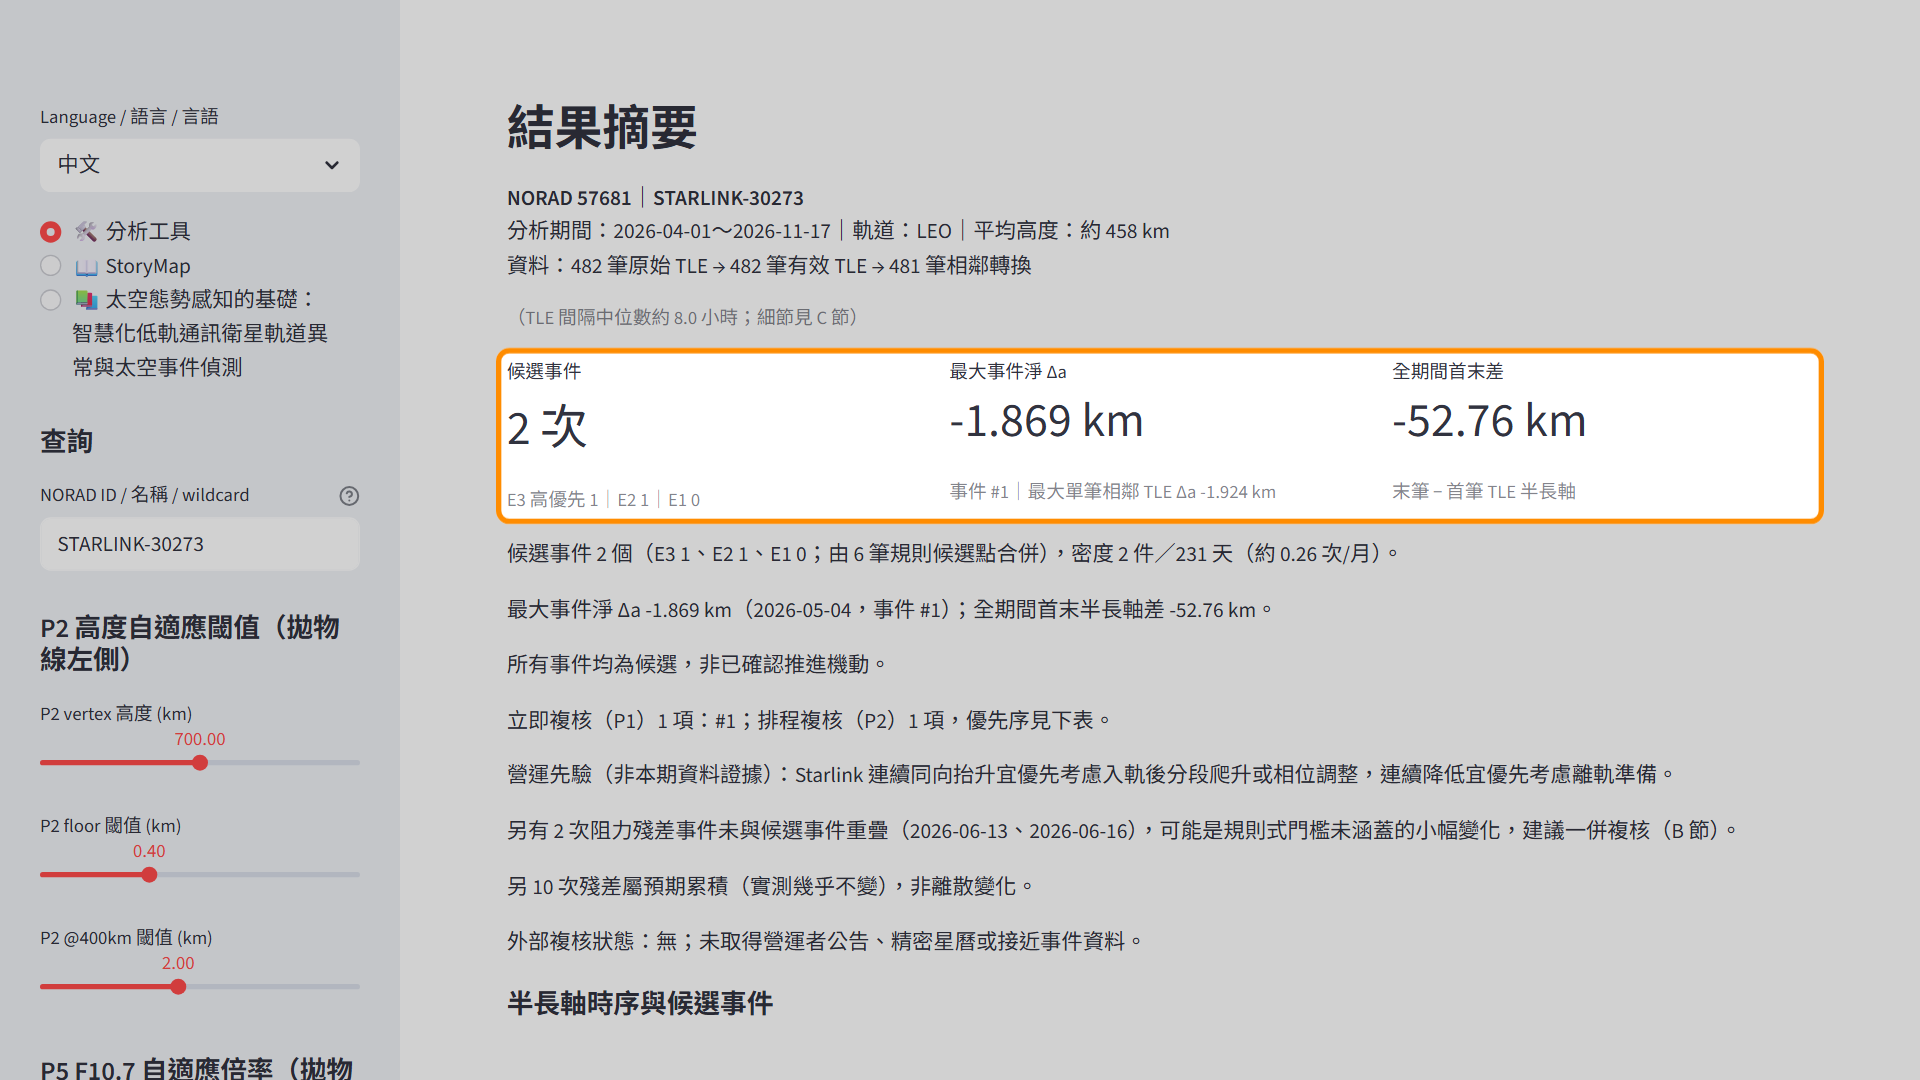 Language / 語言 / 言語
中文
🛠️ 分析工具
📖 StoryMap
📚 太空態勢感知的基礎：
智慧化低軌通訊衛星軌道異
常與太空事件偵測
查詢
NORAD ID / 名稱 / wildcard
STARLINK-30273
P2 高度自適應閾值（拋物
線左側）
P2 vertex 高度 (km)
700.00
P2 floor 閾值 (km)
0.40
P2 @400km 閾值 (km)
2.00
P5 F10.7 自適應倍率（拋物
結果摘要
NORAD 57681｜STARLINK-30273
分析期間：2026-04-01～2026-11-17｜軌道：LEO｜平均高度：約 458 km
資料：482 筆原始 TLE → 482 筆有效 TLE → 481 筆相鄰轉換
（TLE 間隔中位數約 8.0 小時；細節見 C 節）
候選事件
2 次
E3 高優先 1｜E2 1｜E1 0
最大事件淨 Δa
-1.869 km
事件 #1｜最大單筆相鄰 TLE Δa -1.924 km
全期間首末差
-52.76 km
末筆 − 首筆 TLE 半長軸
候選事件 2 個（E3 1、E2 1、E1 0；由 6 筆規則候選點合併），密度 2 件／231 天（約 0.26 次/月）。
最大事件淨 Δa -1.869 km（2026-05-04，事件 #1）；全期間首末半長軸差 -52.76 km。
所有事件均為候選，非已確認推進機動。
立即複核（P1）1 項：#1；排程複核（P2）1 項，優先序見下表。
營運先驗（非本期資料證據）：Starlink 連續同向抬升宜優先考慮入軌後分段爬升或相位調整，連續降低宜優先考慮離軌準備。
另有 2 次阻力殘差事件未與候選事件重疊（2026-06-13、2026-06-16），可能是規則式門檻未涵蓋的小幅變化，建議一併複核（B 節）。
另 10 次殘差屬預期累積（實測幾乎不變），非離散變化。
外部複核狀態：無；未取得營運者公告、精密星曆或接近事件資料。
半長軸時序與候選事件